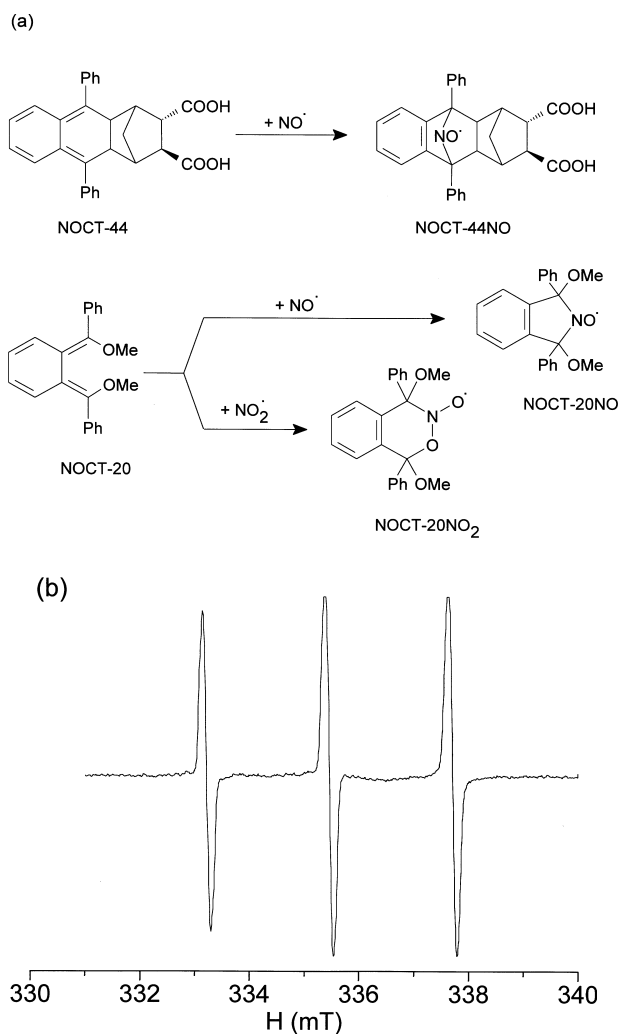 (a)
Ph
COOH
COOH
Ph
NOCT-44
+ NO·
Ph
NO·
COOH
COOH
Ph
NOCT-44NO
Ph
OMe
OMe
Ph
NOCT-20
+ NO·
Ph OMe
N O·
Ph OMe
NOCT-20NO
+ NO2·
Ph OMe
N O·
O
Ph OMe
NOCT-20NO2
(b)
330 332 334 336 338 340
H (mT)